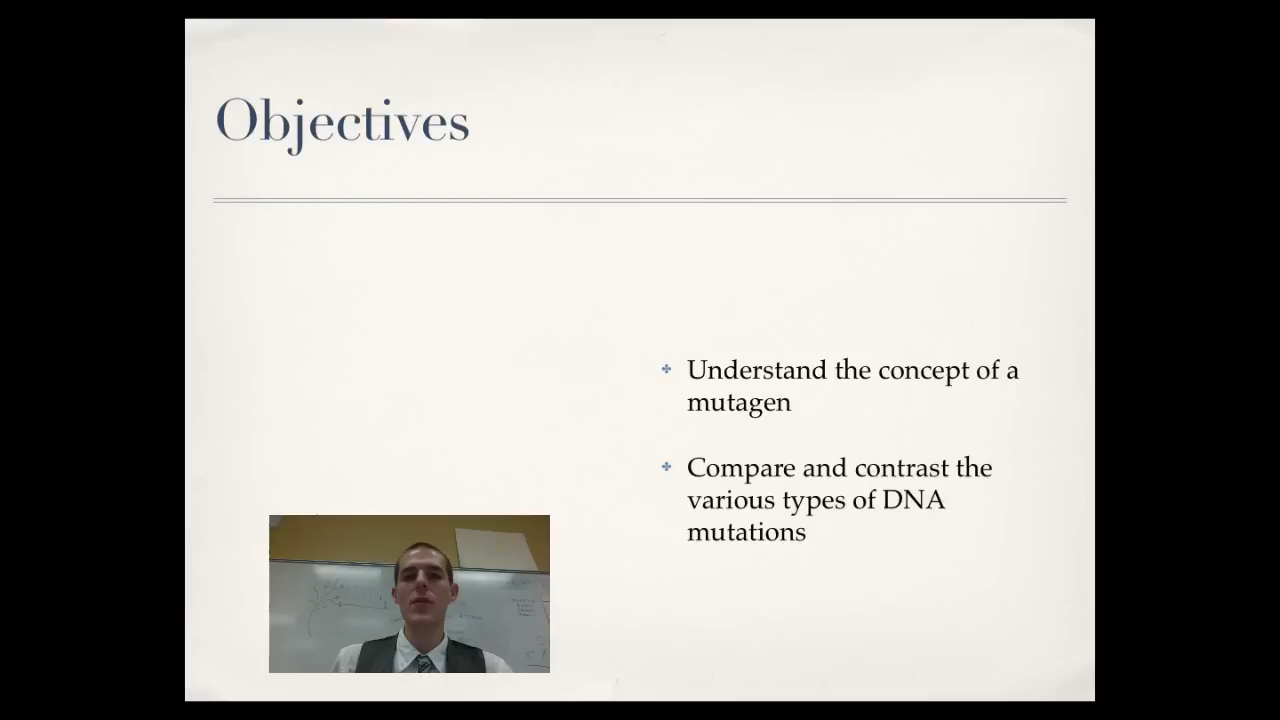 Objectives
Understand the concept of a
mutagen
Compare and contrast the
various types of DNA
mutations